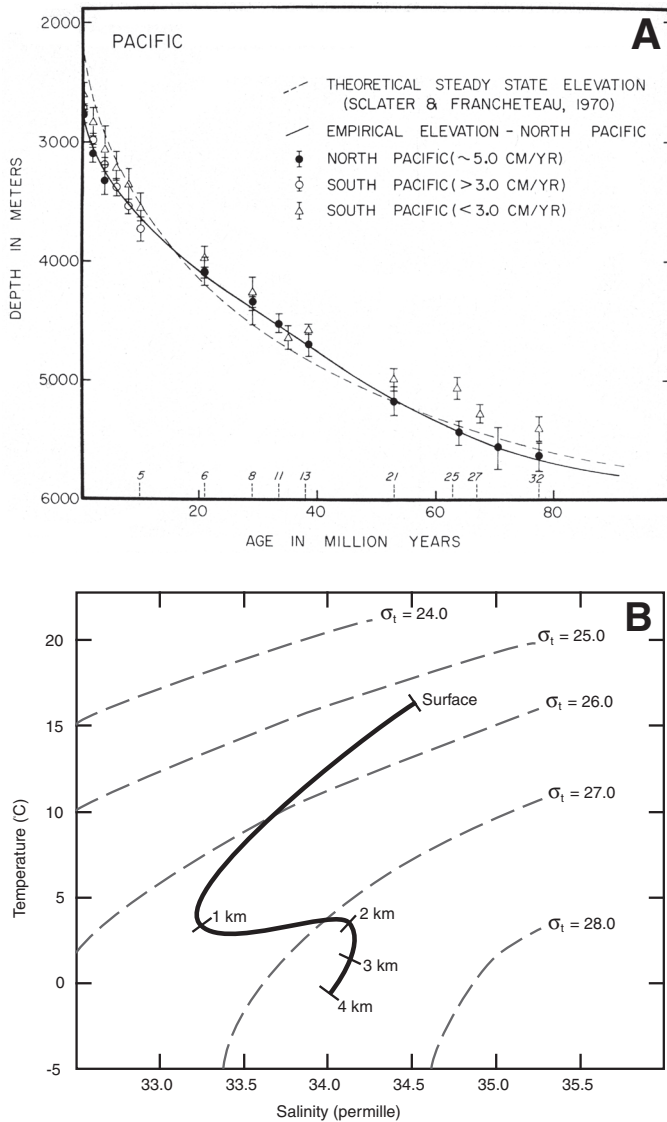 2000
A
PACIFIC
THEORETICAL STEADY STATE ELEVATION
(SCLATER & FRANCHETEAU, 1970)
3000
EMPIRICAL ELEVATION - NORTH PACIFIC
NORTH PACIFIC (~5.0 CM/YR)
SOUTH PACIFIC (>3.0 CM/YR)
SOUTH PACIFIC (<3.0 CM/YR)
DEPTH IN METERS
4000
5000
5 6 8 11 13 21 25 27 32
6000
20 40 60 80
AGE IN MILLION YEARS
B
σt = 24.0
20
σt = 25.0
Surface
σt = 26.0
15
10
σt = 27.0
Temperature (˚C)
5
1 km
2 km
σt = 28.0
3 km
0
4 km
-5
33.0 33.5 34.0 34.5 35.0 35.5
Salinity (permille)